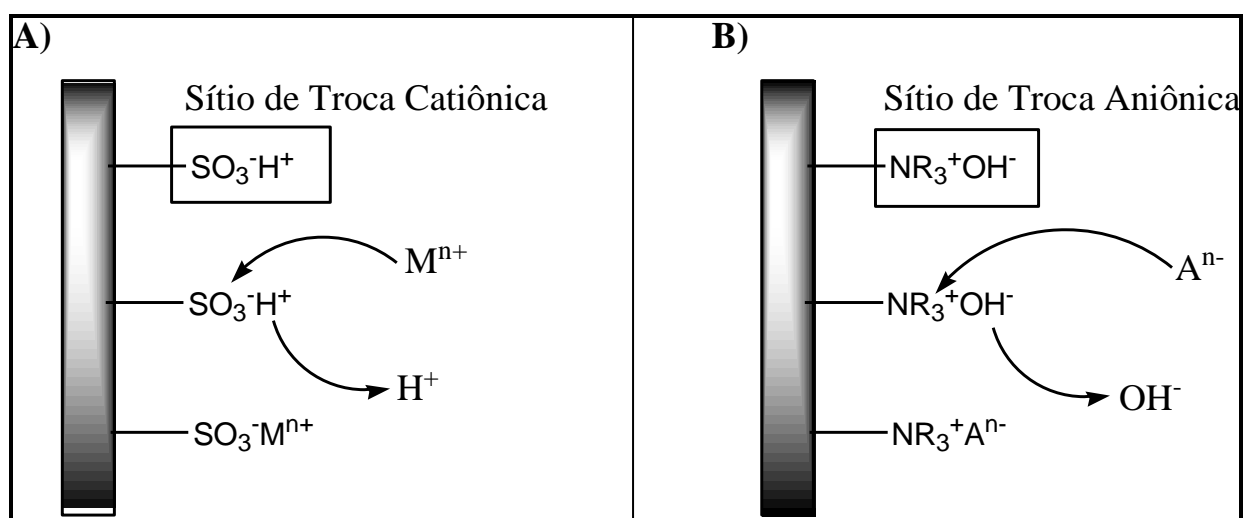 A)
Sítio de Troca Catiônica
SO₃⁻H⁺
Mⁿ⁺
SO₃⁻H⁺
H⁺
SO₃⁻Mⁿ⁺
B)
Sítio de Troca Aniônica
NR₃⁺OH⁻
Aⁿ⁻
NR₃⁺OH⁻
OH⁻
NR₃⁺Aⁿ⁻